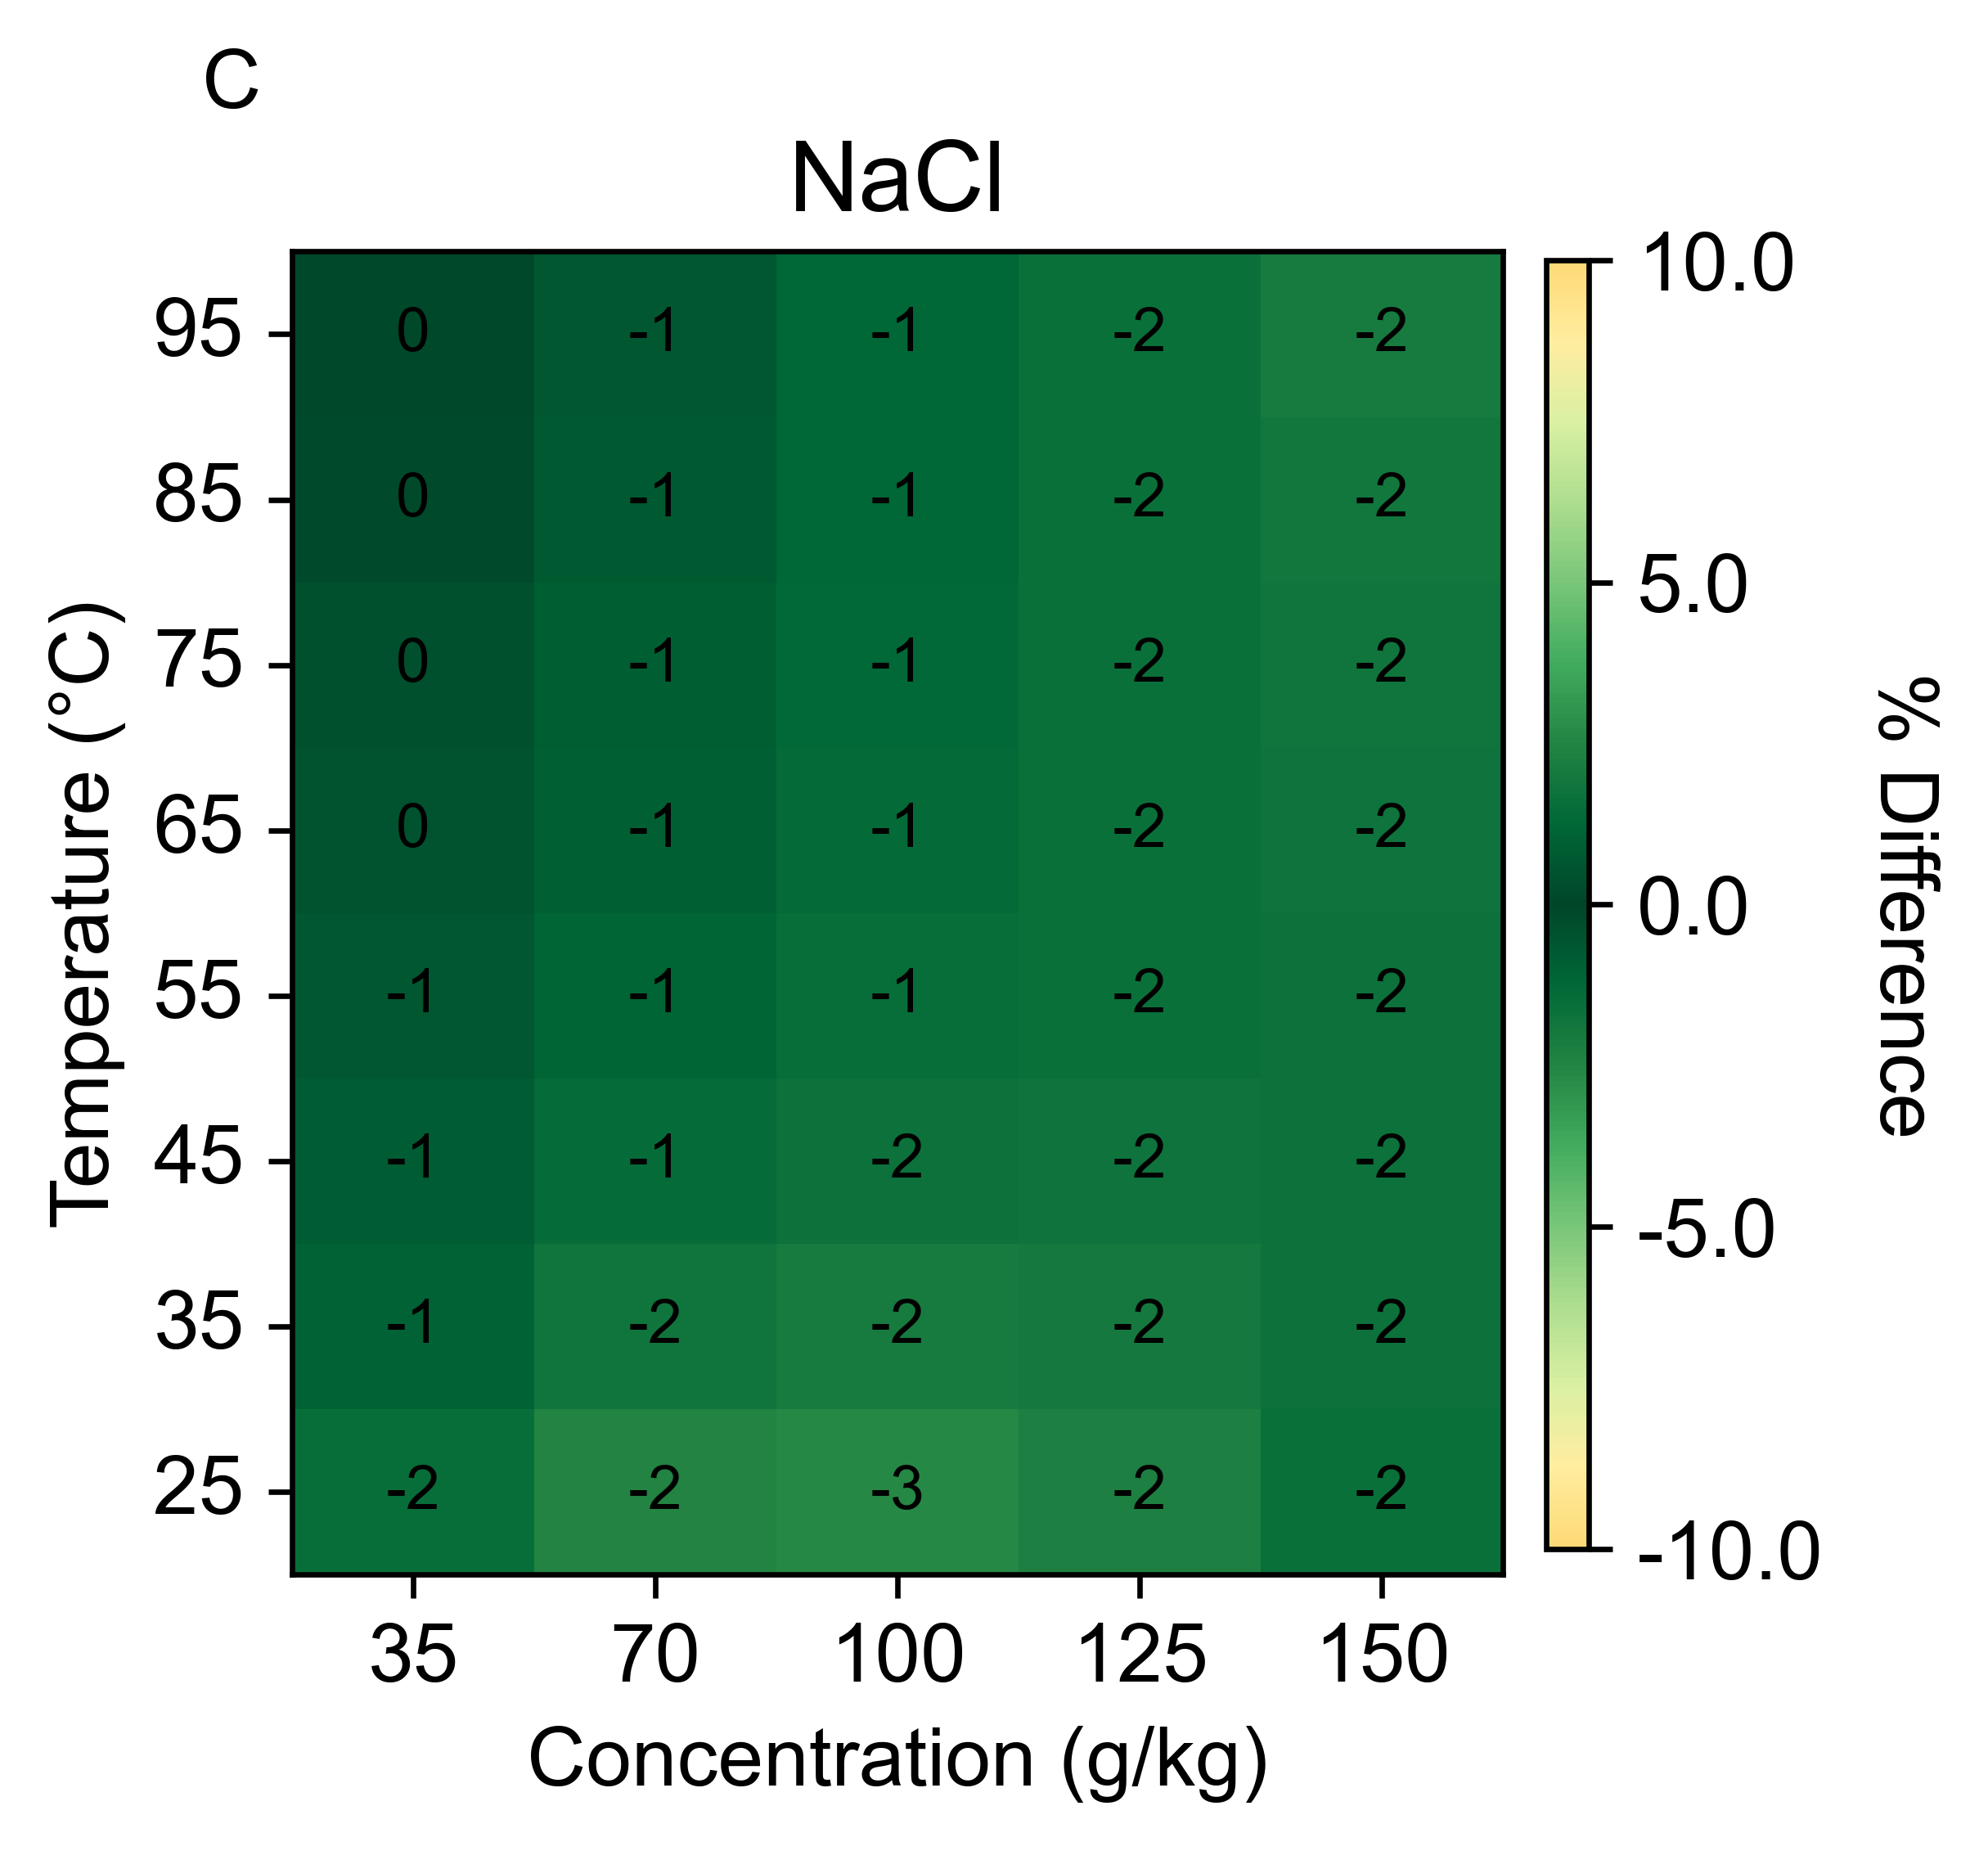 C
NaCl
95 0 -1 -1 -2 -2
85 0 -1 -1 -2 -2
75 0 -1 -1 -2 -2
65 0 -1 -1 -2 -2
55 -1 -1 -1 -2 -2
45 -1 -1 -2 -2 -2
35 -1 -2 -2 -2 -2
25 -2 -2 -3 -2 -2
35 70 100 125 150
Concentration (g/kg)
Temperature (°C)
10.0
5.0
0.0
-5.0
-10.0
% Difference